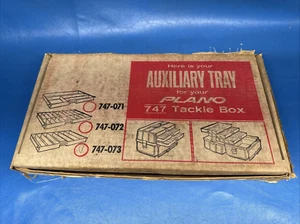 Here is your
AUXILIARY TRAY
for your
PLANO
747 Tackle Box
747-071
747-072
747-073